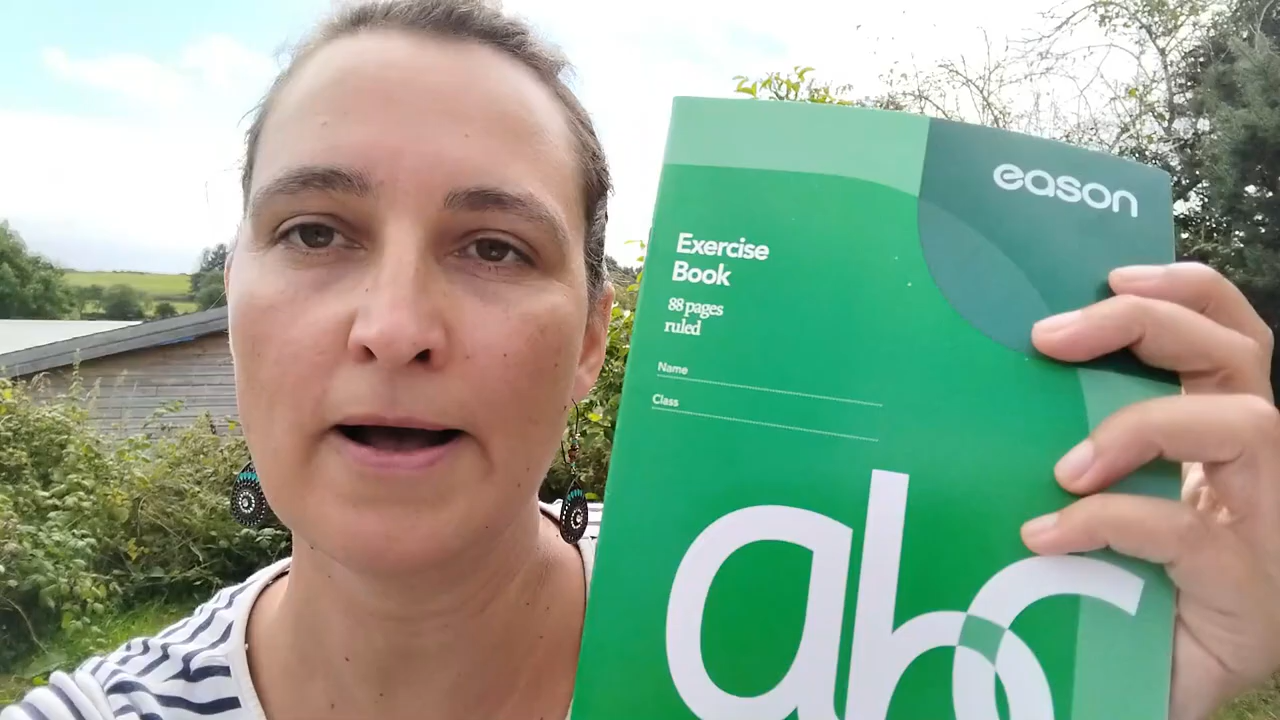 eason
Exercise
Book
88 pages
ruled
Name
Class
abc